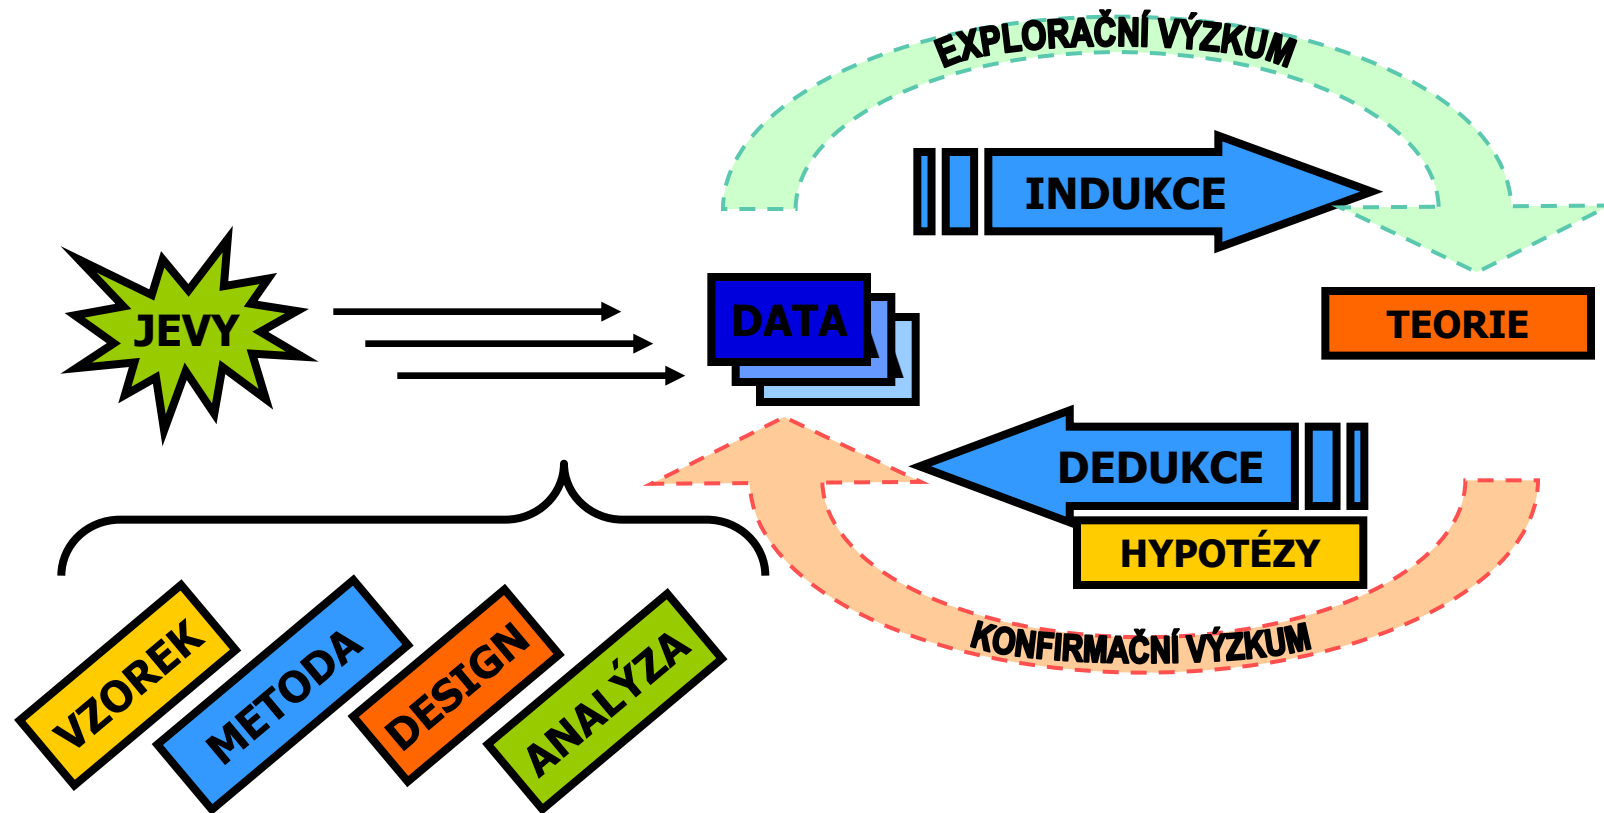 EXPLORAČNÍ VÝZKUM
INDUKCE
JEVY
DATA
TEORIE
DEDUKCE
HYPOTÉZY
KONFIRMAČNÍ VÝZKUM
VZOREK
METODA
DESIGN
ANALÝZA